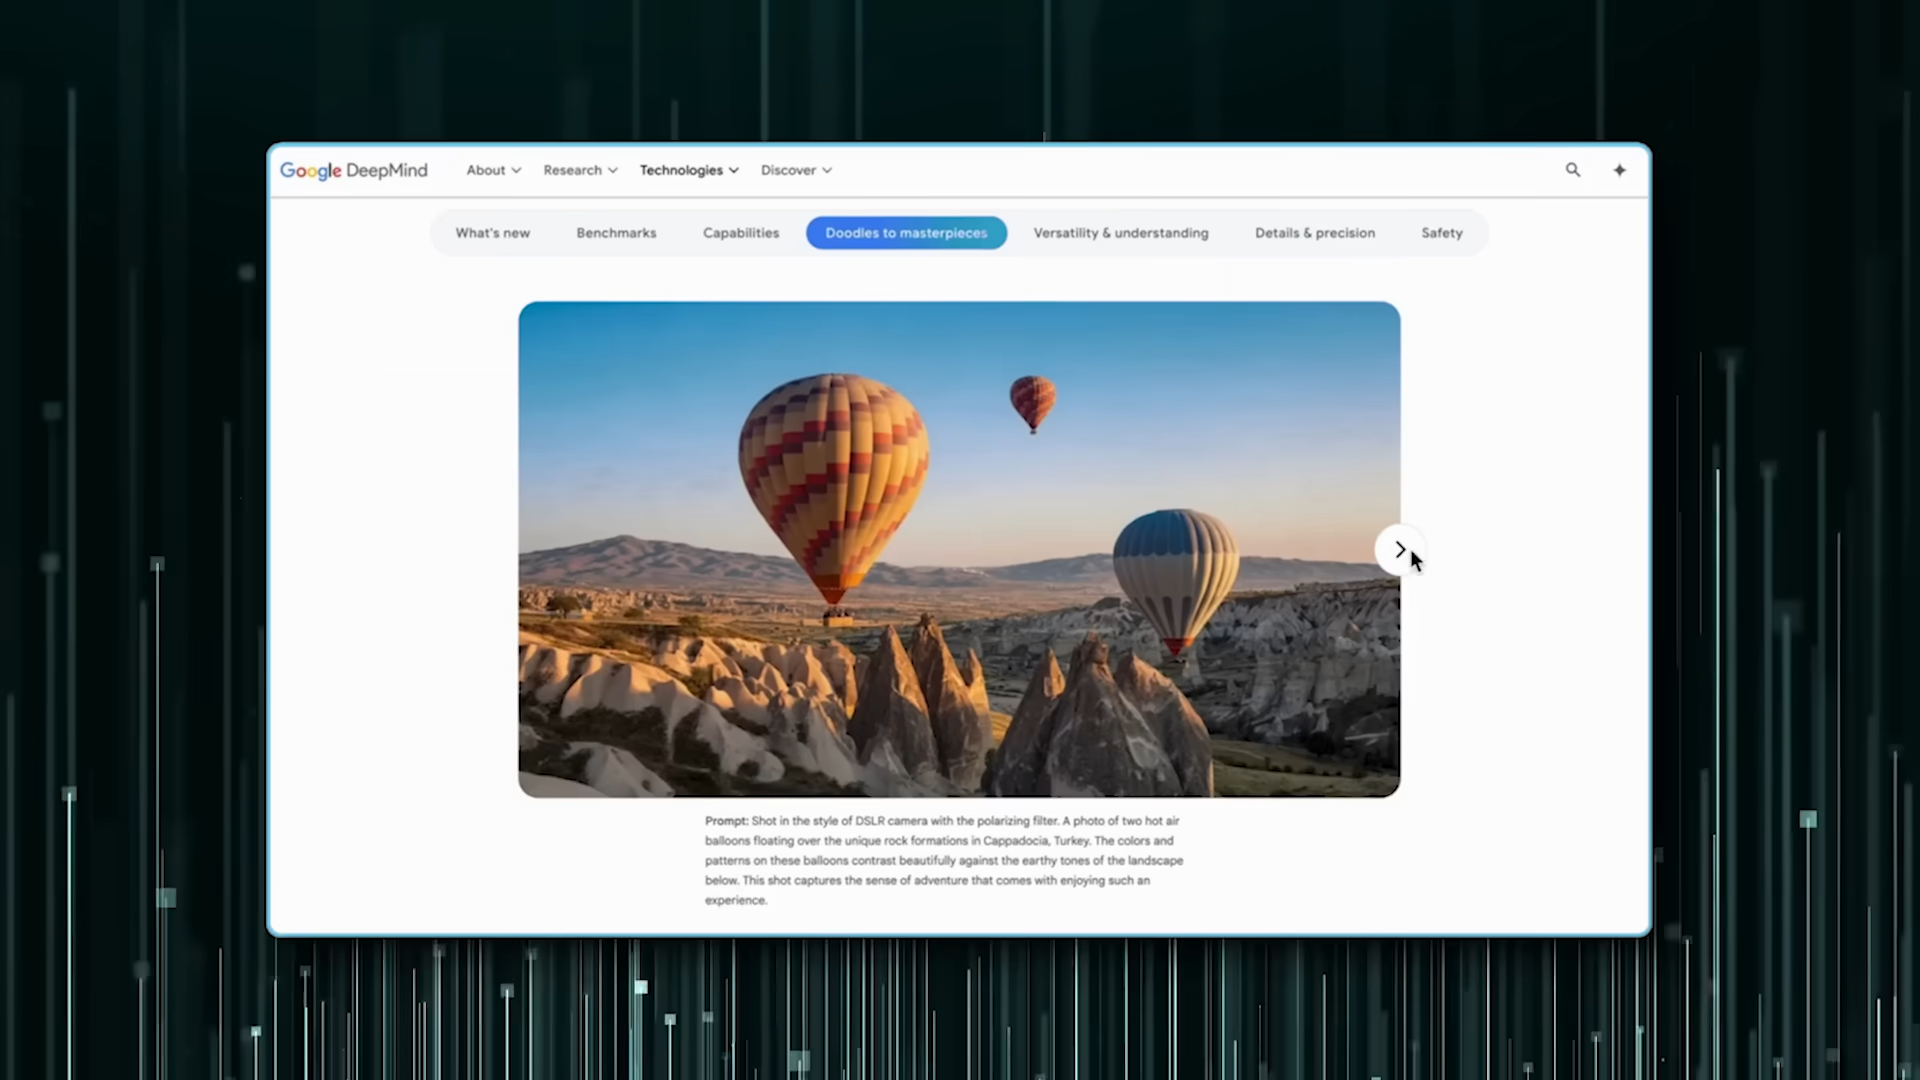 Google DeepMind
About
Research
Technologies
Discover
What's new
Benchmarks
Capabilities
Doodles to masterpieces
Versatility & understanding
Details & precision
Safety
Prompt: Shot in the style of DSLR camera with the polarizing filter. A photo of two hot air
balloons floating over the unique rock formations in Cappadocia, Turkey. The colors and
patterns on these balloons contrast beautifully against the earthy tones of the landscape
below. This shot captures the sense of adventure that comes with enjoying such an
experience.